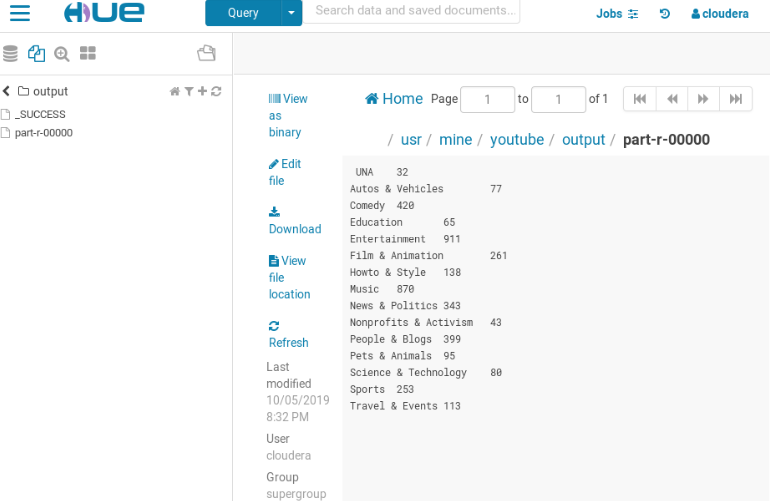 HUE
Query
Search data and saved documents...
Jobs
cloudera
output
_SUCCESS
part-r-00000
View
as
binary
Edit
file
Download
View
file
location
Refresh
Last
modified
10/05/2019
8:32 PM
User
cloudera
Group
supergroup
Home Page 1 to 1 of 1
/ usr / mine / youtube / output / part-r-00000
UNA 32
Autos & Vehicles 77
Comedy 420
Education 65
Entertainment 911
Film & Animation 261
Howto & Style 138
Music 870
News & Politics 343
Nonprofits & Activism 43
People & Blogs 399
Pets & Animals 95
Science & Technology 80
Sports 253
Travel & Events 113